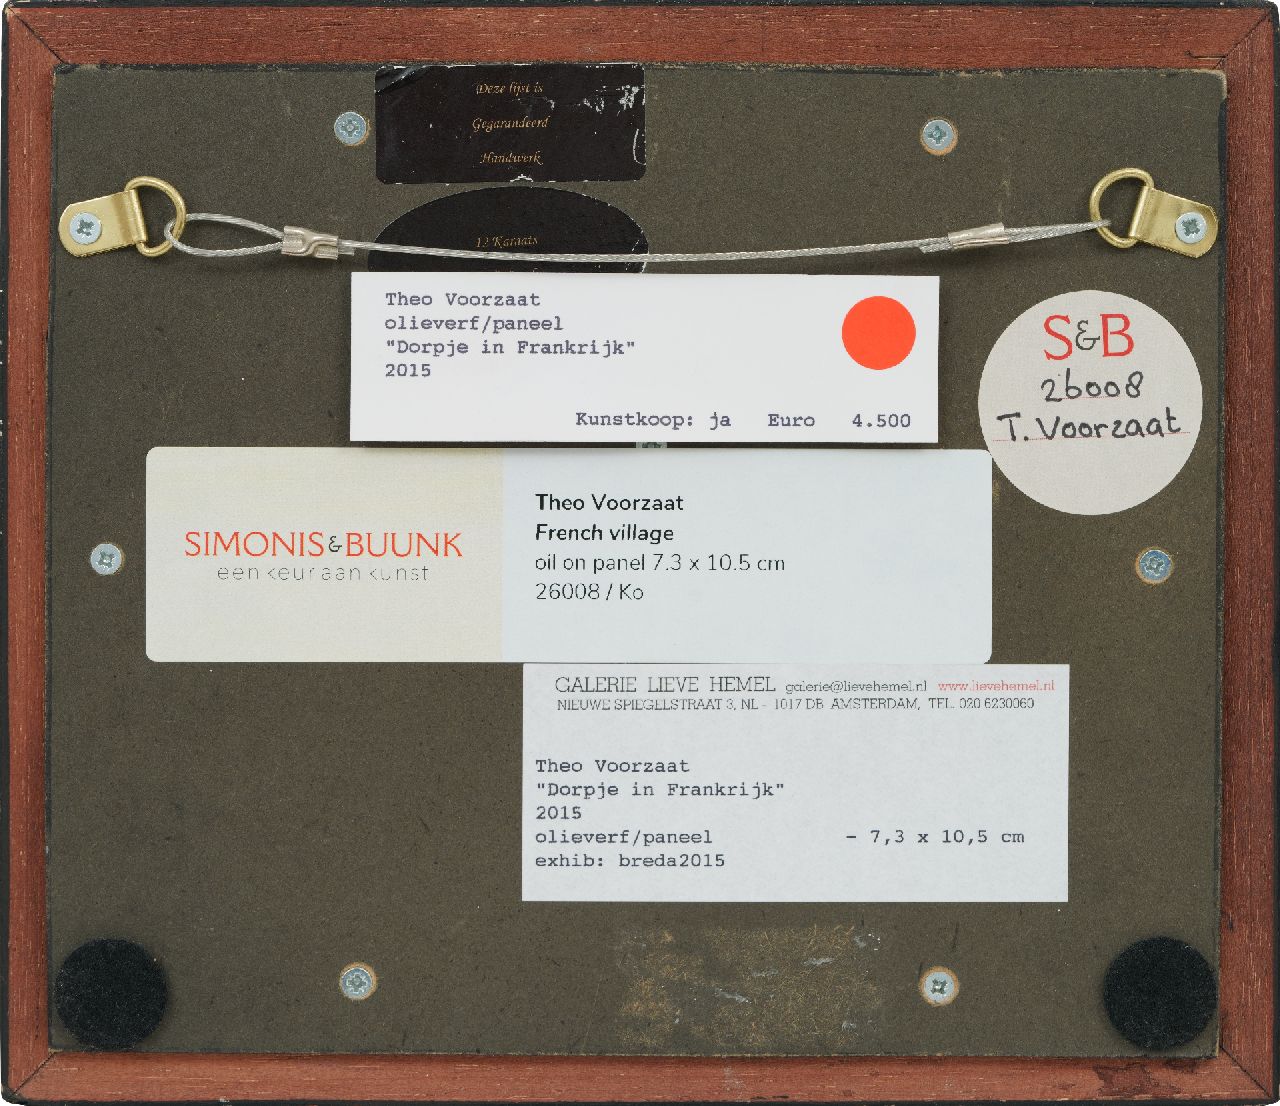 Deze lijst is
Gegarandeerd
Handwerk
12 Karaats
Theo Voorzaat
olieverf/paneel
"Dorpje in Frankrijk"
2015
Kunstkoop: ja Euro 4.500
S&B
26008
T. Voorzaat
SIMONIS&BUUNK
een keur aan kunst
Theo Voorzaat
French village
oil on panel 7.3 x 10.5 cm
26008 / Ko
GALERIE LIEVE HEMEL galerie@lievehemel.nl www.lievehemel.nl
NIEUWE SPIEGELSTRAAT 3, NL - 1017 DB AMSTERDAM, TEL. 020 6230060
Theo Voorzaat
"Dorpje in Frankrijk"
2015
olieverf/paneel - 7,3 x 10,5 cm
exhib: breda2015